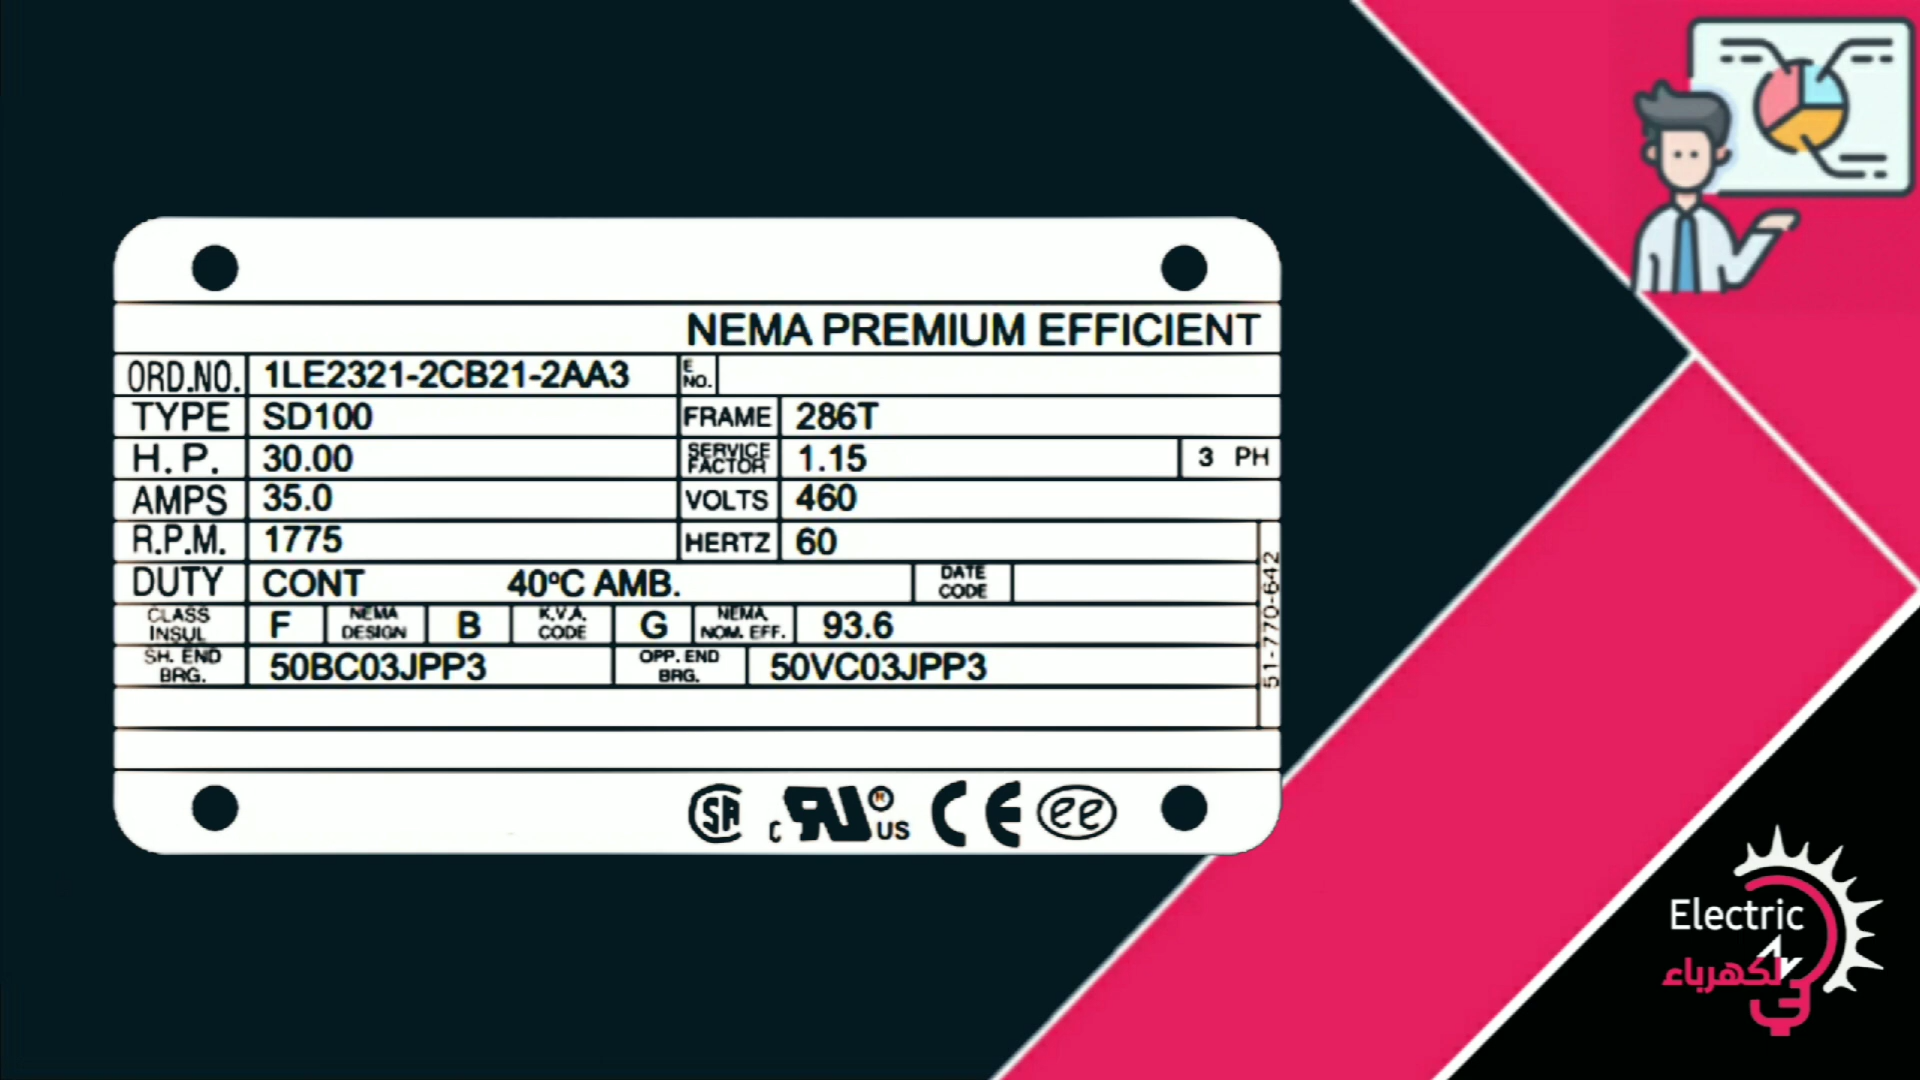 NEMA PREMIUM EFFICIENT
ORD.NO. 1LE2321-2CB21-2AA3 E NO.
TYPE SD100 FRAME 286T
H.P. 30.00 SERVICE FACTOR 1.15 3 PH
AMPS 35.0 VOLTS 460
R.P.M. 1775 HERTZ 60
DUTY CONT 40°C AMB. DATE CODE
CLASS INSUL F NEMA DESIGN B K.V.A. CODE G NEMA NOM. EFF. 93.6
SH. END BRG. 50BC03JPP3 OPP. END BRG. 50VC03JPP3
51-770-642
SA C UR ® US CE ee
Electric
الكهرباء